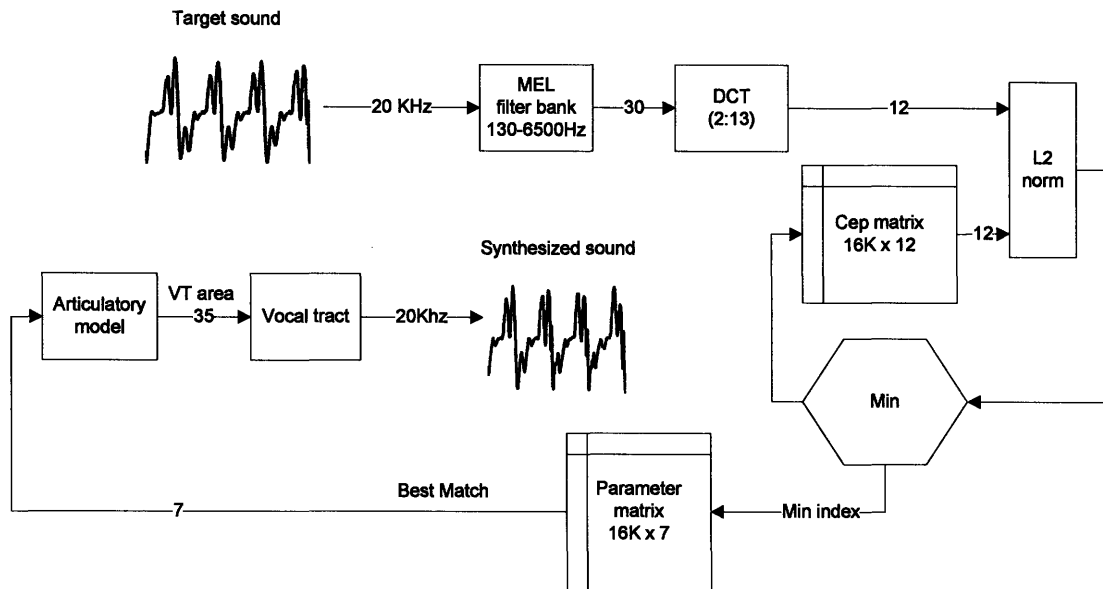 Target sound
20 KHz
MEL
filter bank
130-6500Hz
30
DCT
(2:13)
12
L2
norm
Cep matrix
16K x 12
12
Synthesized sound
Articulatory
model
VT area
35
Vocal tract
20Khz
Min
Best Match
7
Parameter
matrix
16K x 7
Min index